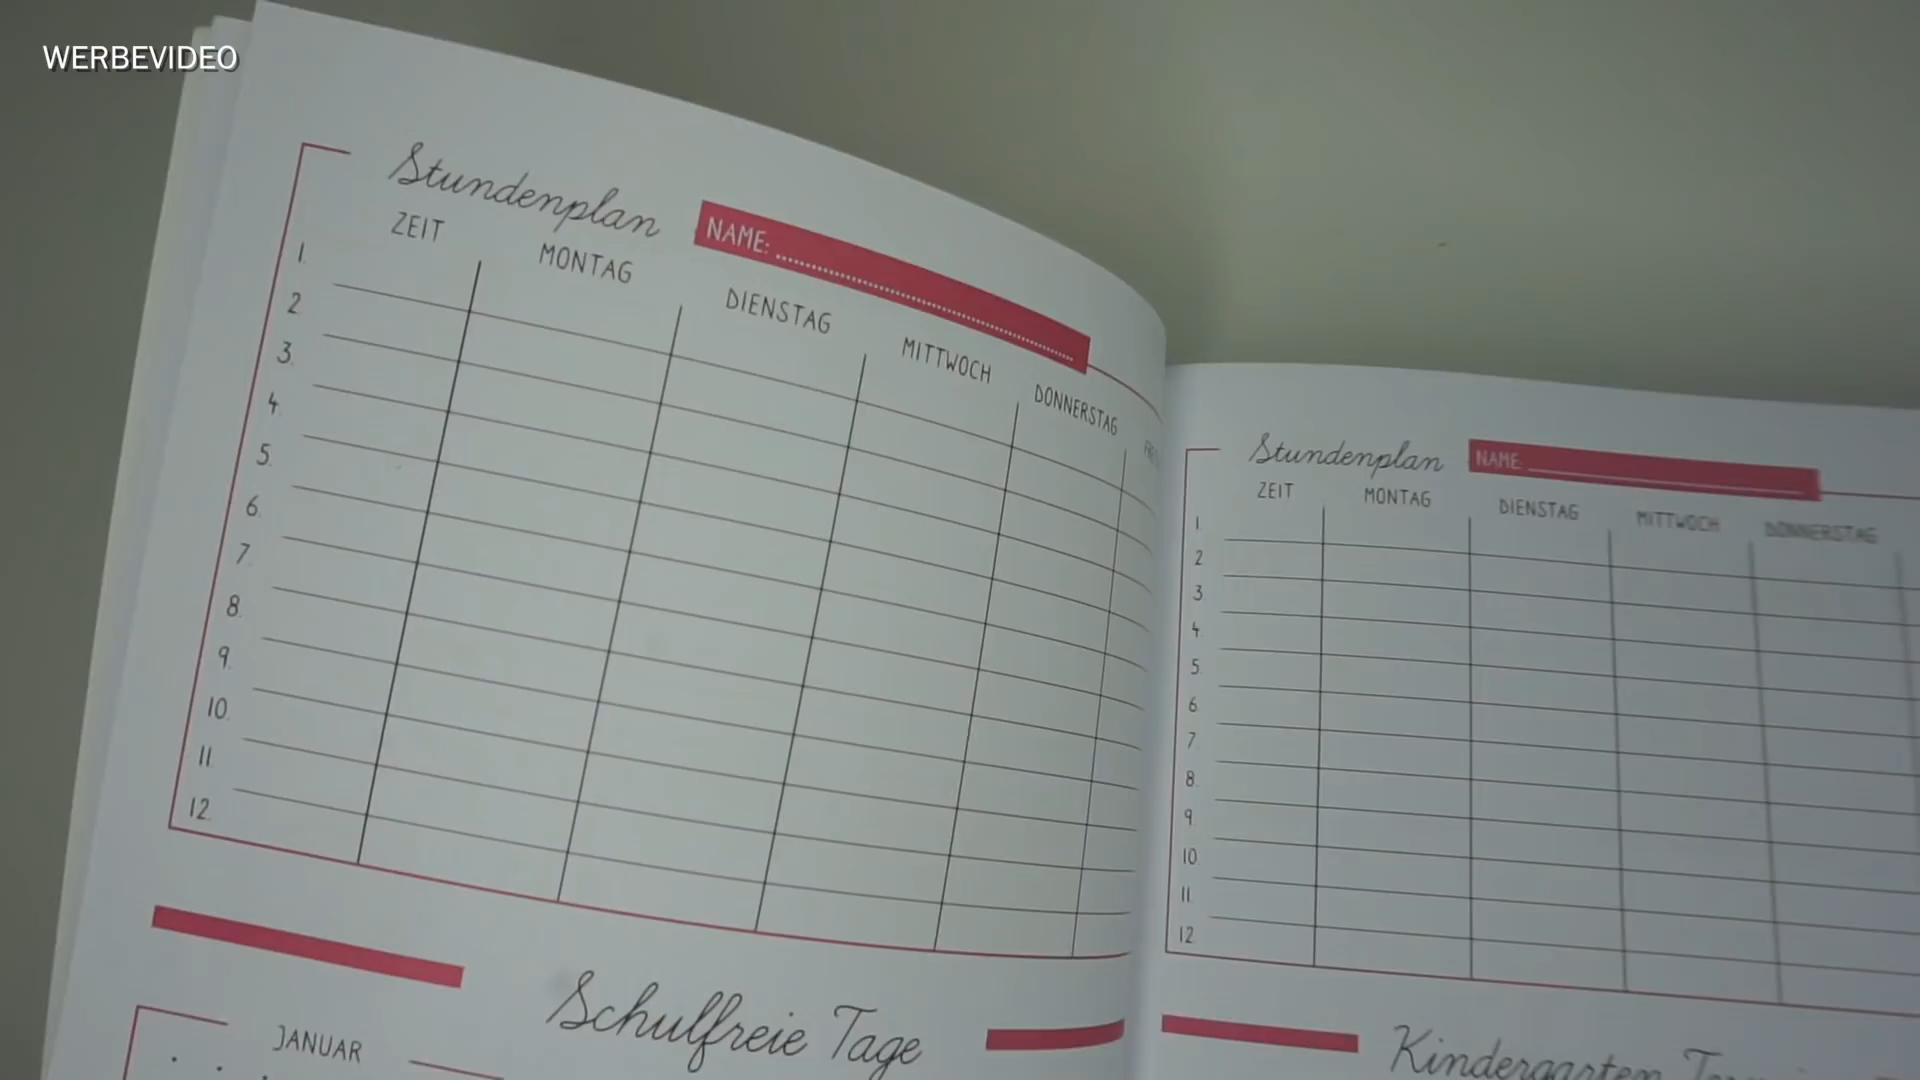 WERBEVIDEO
Stundenplan
NAME:
ZEIT MONTAG DIENSTAG MITTWOCH DONNERSTAG
1.
2.
3.
4.
5.
6.
7.
8.
9.
10.
11.
12.
Schulfreie Tage
JANUAR
Stundenplan
NAME:
ZEIT MONTAG DIENSTAG MITTWOCH DONNERSTAG
1.
2
3
4
5.
6
7
8.
9
10.
11
12
Kindergarten